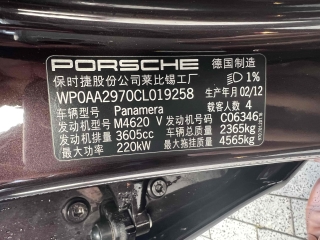 PORSCHE 德国制造
保时捷股份公司莱比锡工厂 1%
WP0AA2970CL019258 生产年月 02/12
车辆型号 Panamera 载客人数 4
发动机型号 M4620 V 发动机号码 C06346
发动机排量 3605cc 车辆总质量 2365kg
最大功率 220kW 最大拖挂质量 4565kg